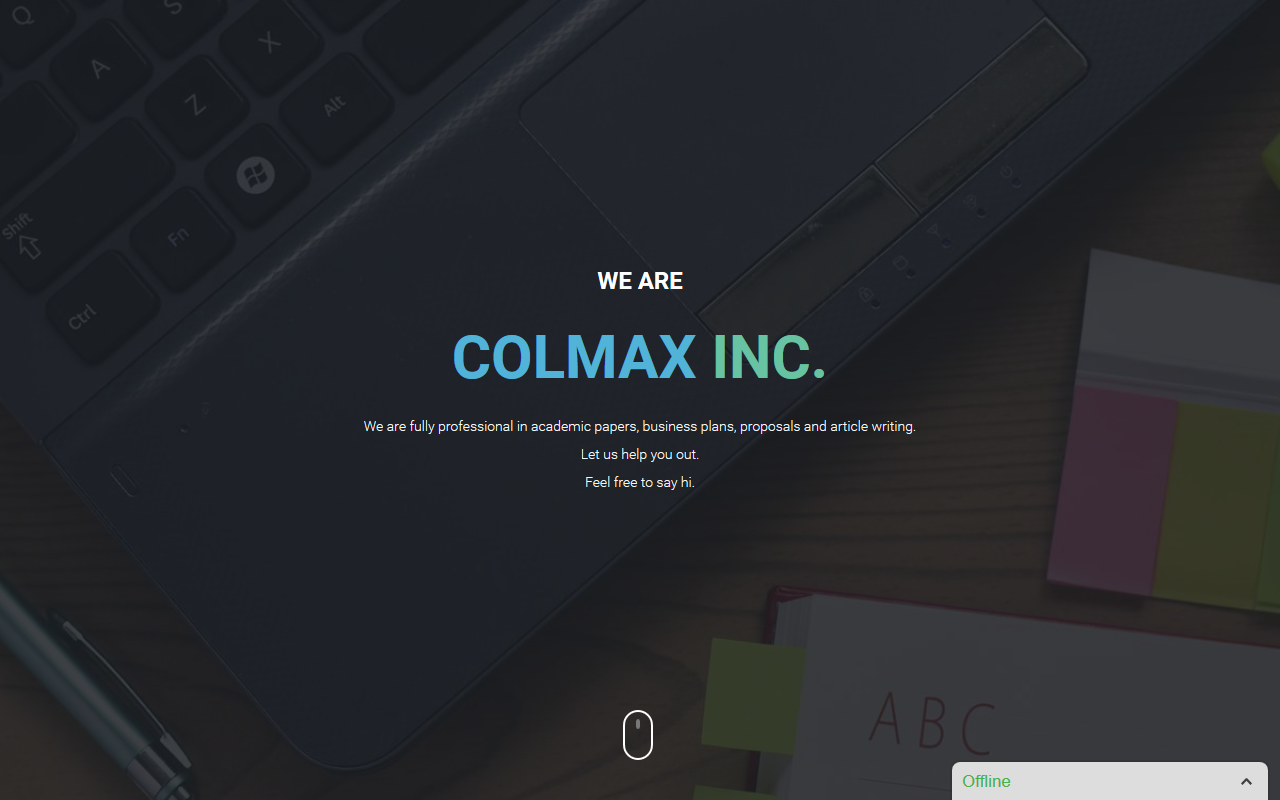 Q
S
A
X
Z
Alt
Shift
Fn
Ctrl
WE ARE
COLMAX INC.
We are fully professional in academic papers, business plans, proposals and article writing.
Let us help you out.
Feel free to say hi.
ABC
Offline